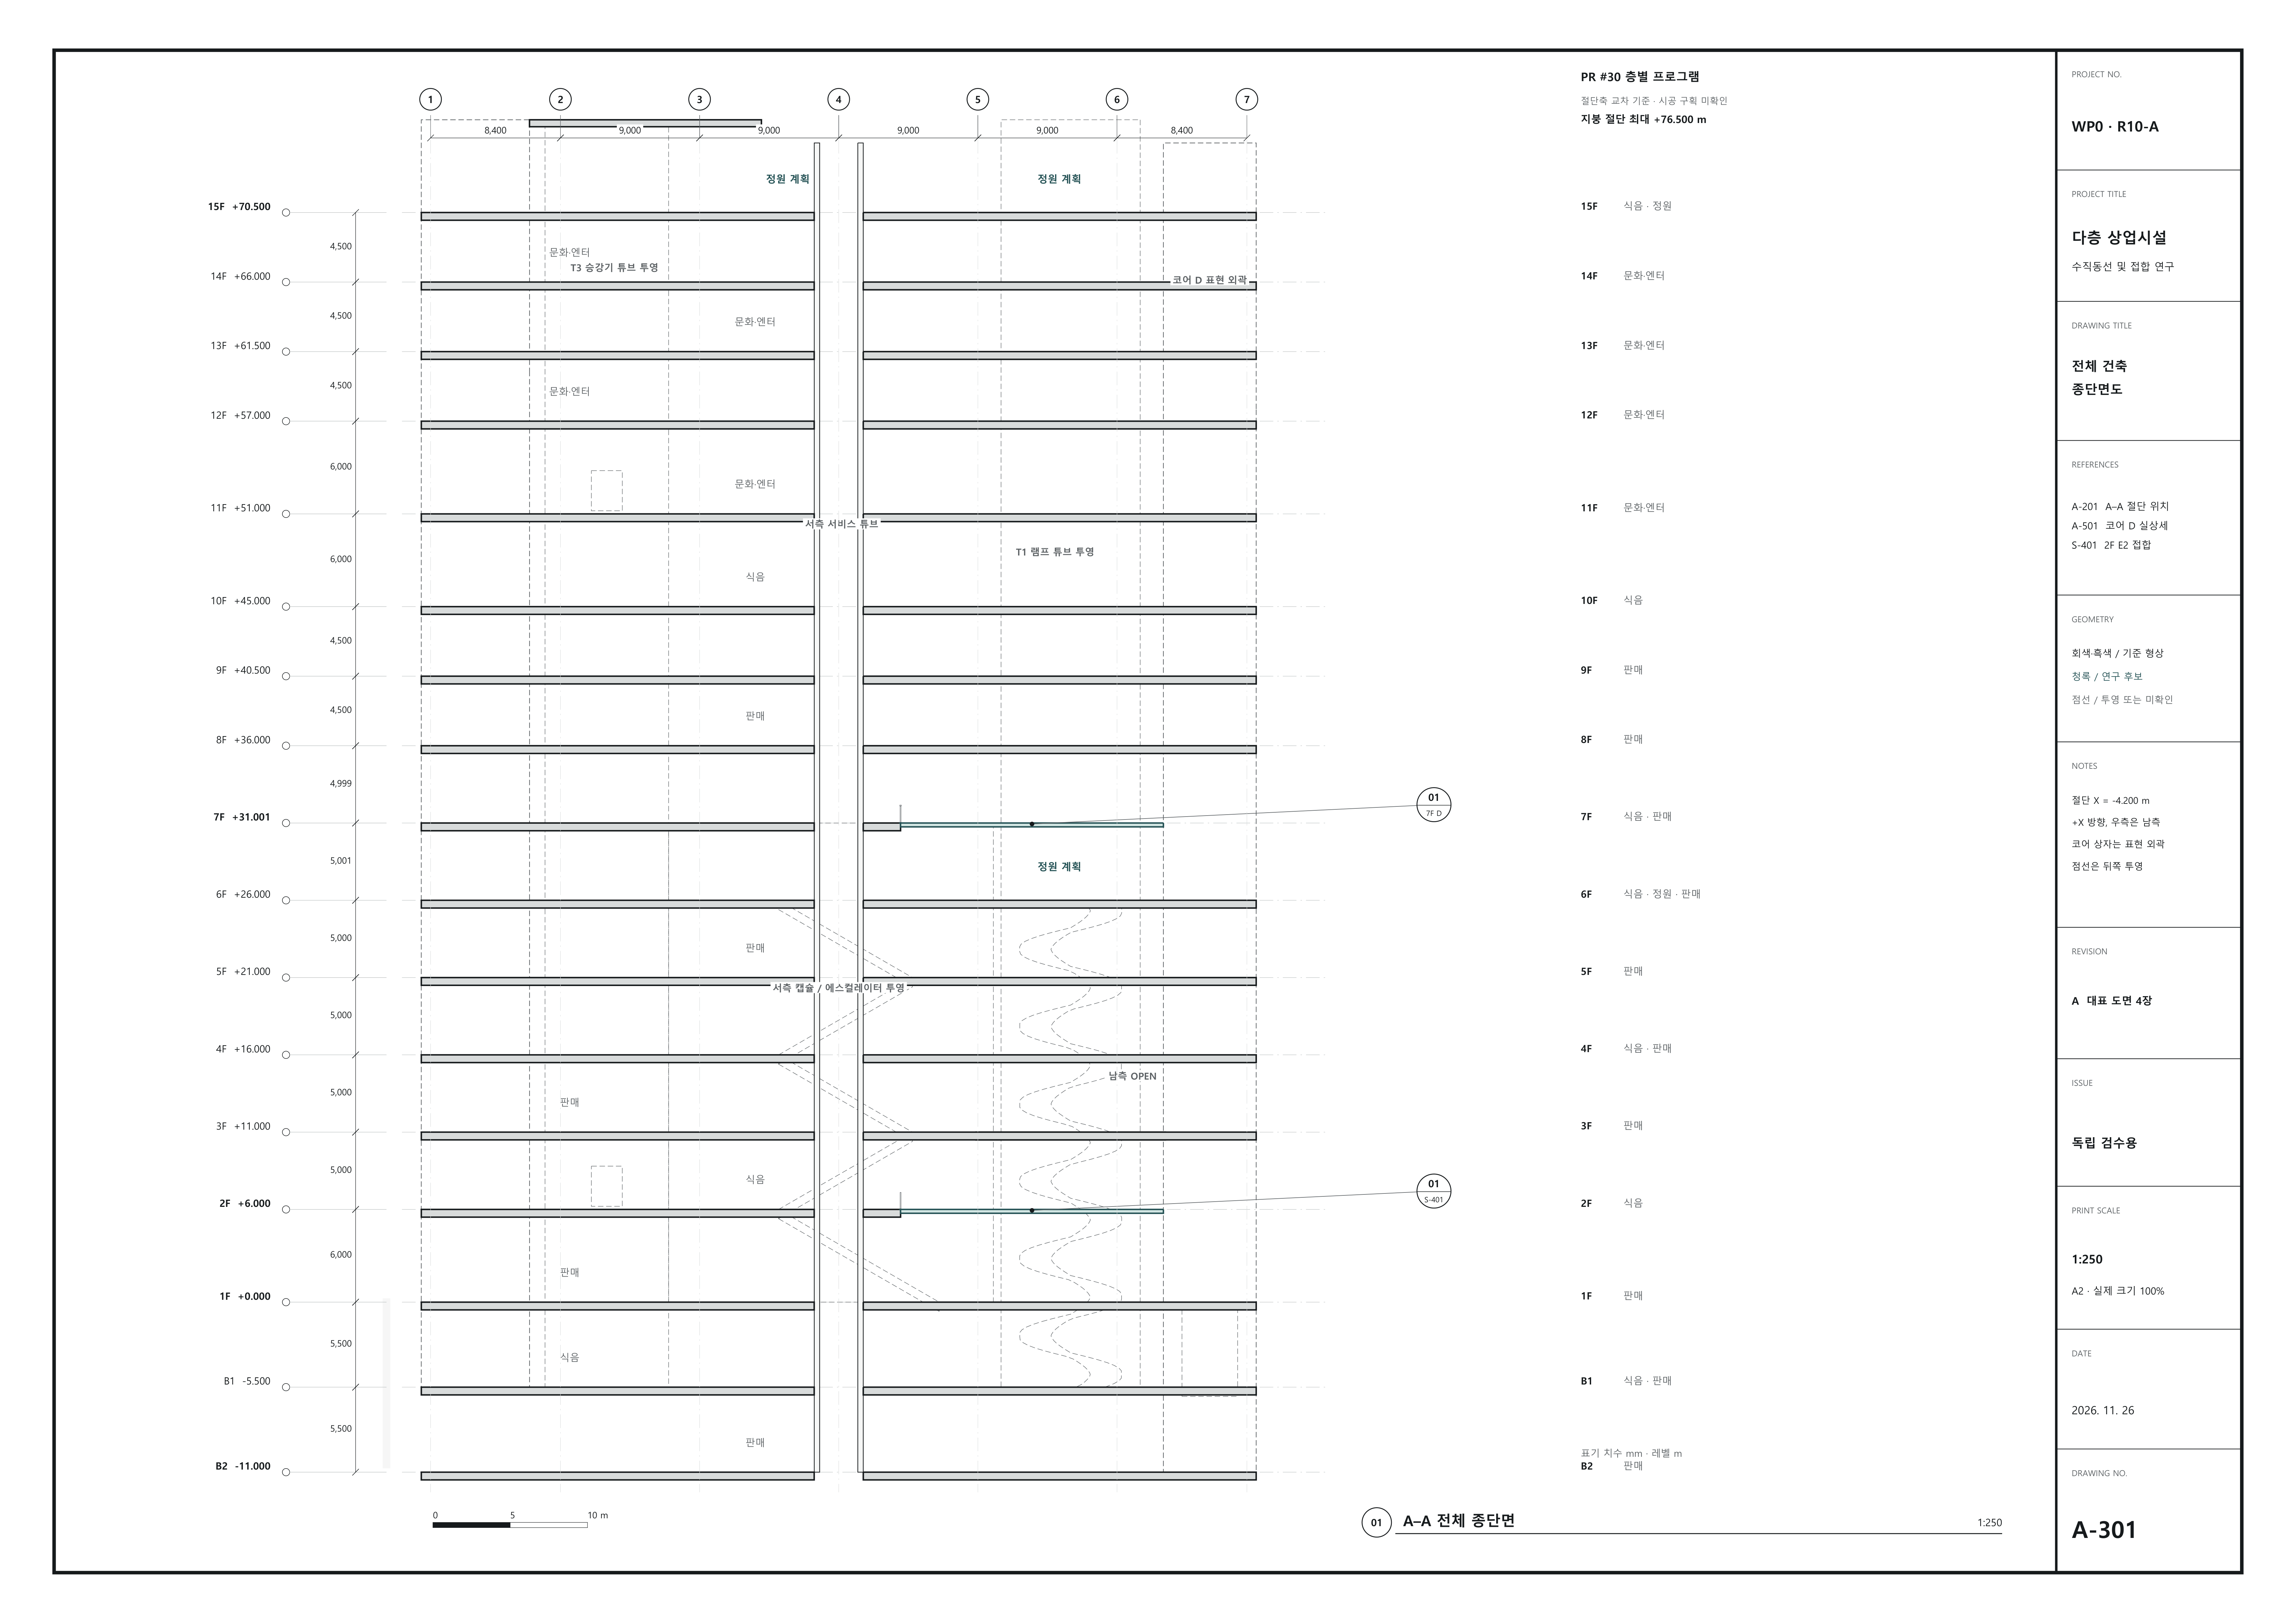 1
2
3
4
5
6
7
8,400
9,000
9,000
9,000
9,000
8,400
정원 계획
정원 계획
15F +70.500
4,500
문화·엔터
T3 승강기 튜브 투영
14F +66.000
코어 D 표현 외곽
4,500
문화·엔터
13F +61.500
4,500
문화·엔터
12F +57.000
6,000
문화·엔터
11F +51.000
서측 서비스 튜브
6,000
T1 램프 튜브 투영
식음
10F +45.000
4,500
9F +40.500
4,500
판매
8F +36.000
4,999
01
7F D
7F +31.001
5,001
정원 계획
6F +26.000
5,000
판매
5F +21.000
서측 캡슐 / 에스컬레이터 투영
5,000
4F +16.000
남측 OPEN
5,000
판매
3F +11.000
5,000
식음
01
S-401
2F +6.000
6,000
판매
1F +0.000
5,500
식음
B1 -5.500
5,500
판매
B2 -11.000
0 5 10 m
01 A–A 전체 종단면 1:250
PR #30 층별 프로그램
절단축 교차 기준 · 시공 구획 미확인
지붕 절단 최대 +76.500 m
15F 식음 · 정원
14F 문화·엔터
13F 문화·엔터
12F 문화·엔터
11F 문화·엔터
10F 식음
9F 판매
8F 판매
7F 식음 · 판매
6F 식음 · 정원 · 판매
5F 판매
4F 식음 · 판매
3F 판매
2F 식음
1F 판매
B1 식음 · 판매
표기 치수 mm · 레벨 m
B2 판매
PROJECT NO.
WP0 · R10-A
PROJECT TITLE
다층 상업시설
수직동선 및 접합 연구
DRAWING TITLE
전체 건축
종단면도
REFERENCES
A-201 A–A 절단 위치
A-501 코어 D 실상세
S-401 2F E2 접합
GEOMETRY
회색·흑색 / 기준 형상
청록 / 연구 후보
점선 / 투영 또는 미확인
NOTES
절단 X = -4.200 m
+X 방향, 우측은 남측
코어 상자는 표현 외곽
점선은 뒤쪽 투영
REVISION
A 대표 도면 4장
ISSUE
독립 검수용
PRINT SCALE
1:250
A2 · 실제 크기 100%
DATE
2026. 11. 26
DRAWING NO.
A-301